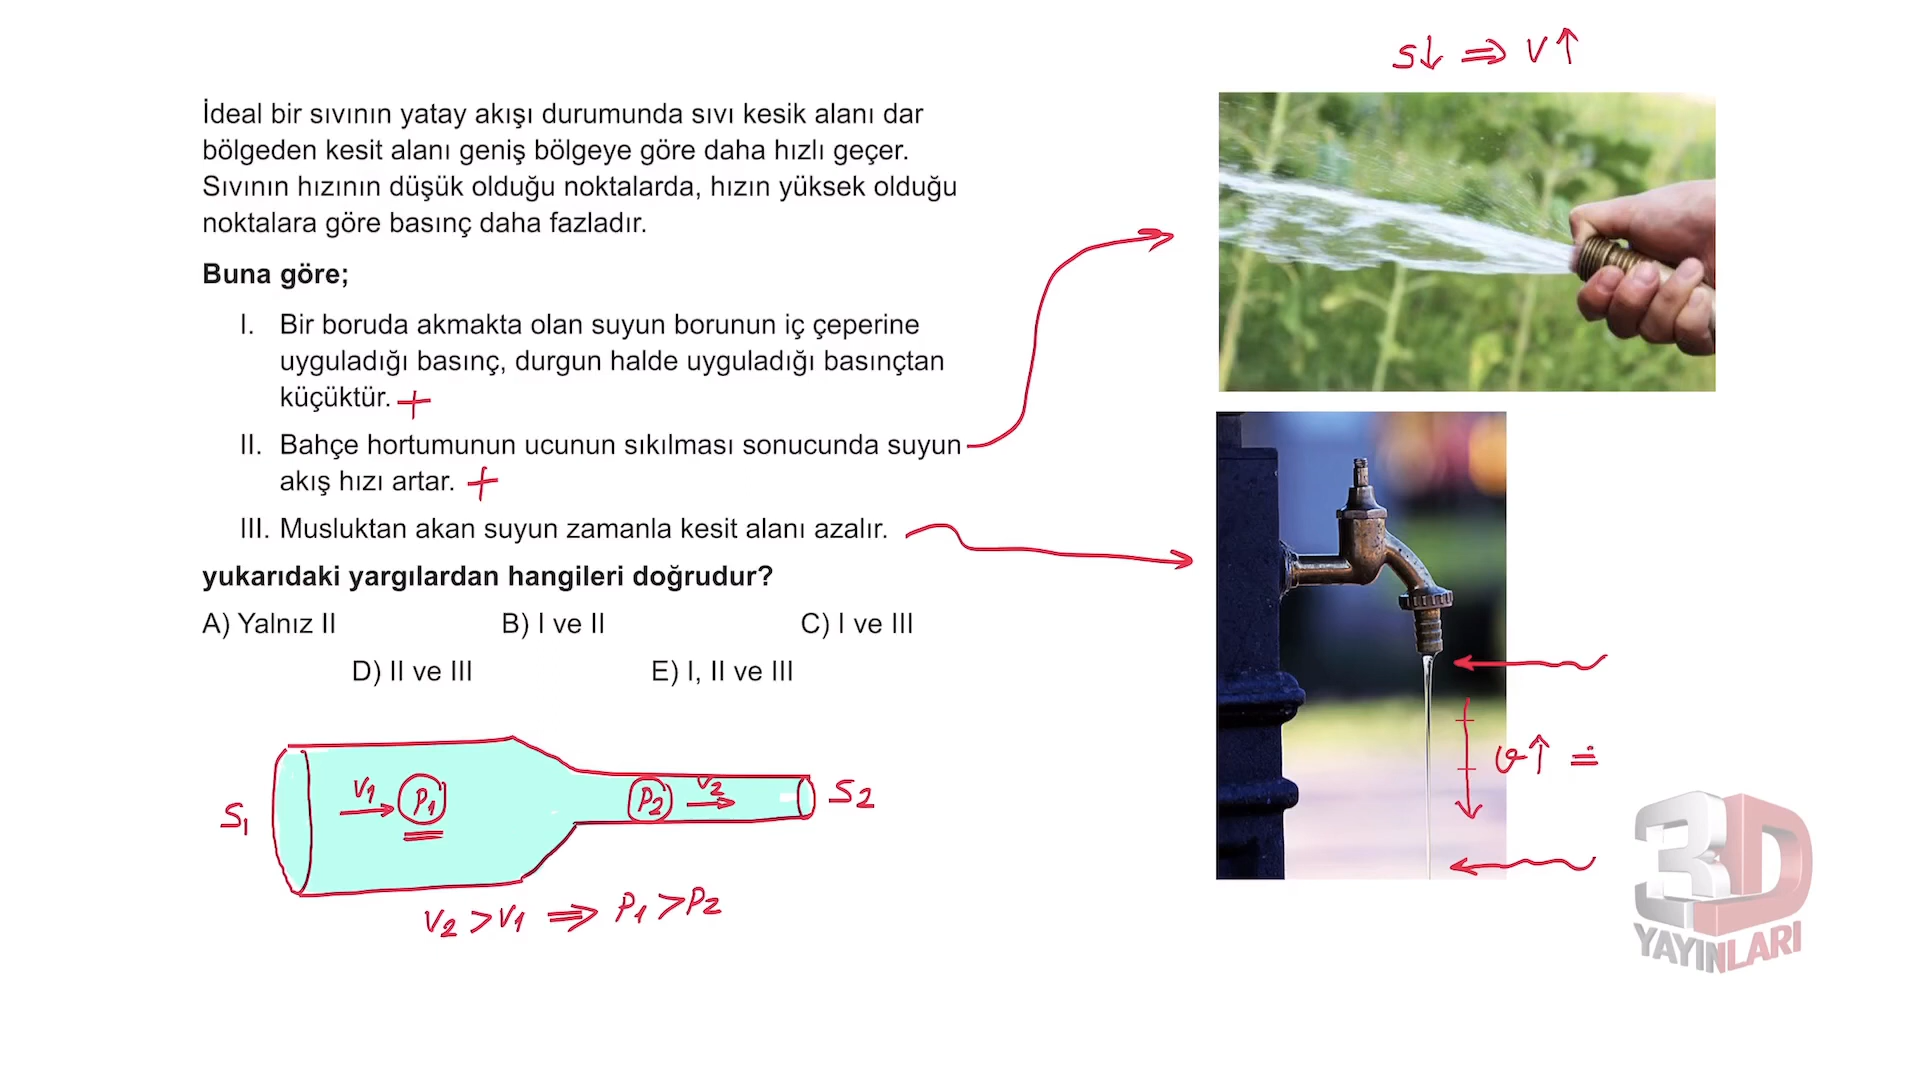 S↓ ⇒ V↑
İdeal bir sıvının yatay akışı durumunda sıvı kesik alanı dar
bölgeden kesit alanı geniş bölgeye göre daha hızlı geçer.
Sıvının hızının düşük olduğu noktalarda, hızın yüksek olduğu
noktalara göre basınç daha fazladır.
Buna göre;
I. Bir boruda akmakta olan suyun borunun iç çeperine
uyguladığı basınç, durgun halde uyguladığı basınçtan
küçüktür. +
II. Bahçe hortumunun ucunun sıkılması sonucunda suyun
akış hızı artar. +
III. Musluktan akan suyun zamanla kesit alanı azalır.
yukarıdaki yargılardan hangileri doğrudur?
A) Yalnız II B) I ve II C) I ve III
D) II ve III E) I, II ve III
S1 V1 P1 P2 V2 S2
V2 > V1 ⇒ P1 > P2
V↑ =
3D
YAYINLARI